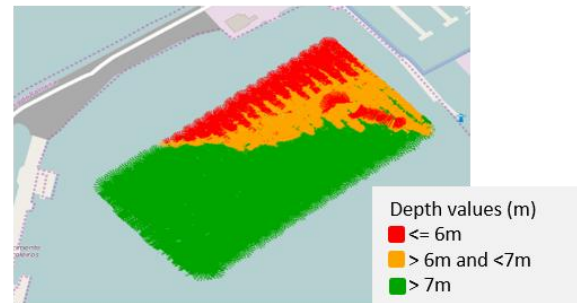 Depth values (m)
<= 6m
> 6m and <7m
> 7m